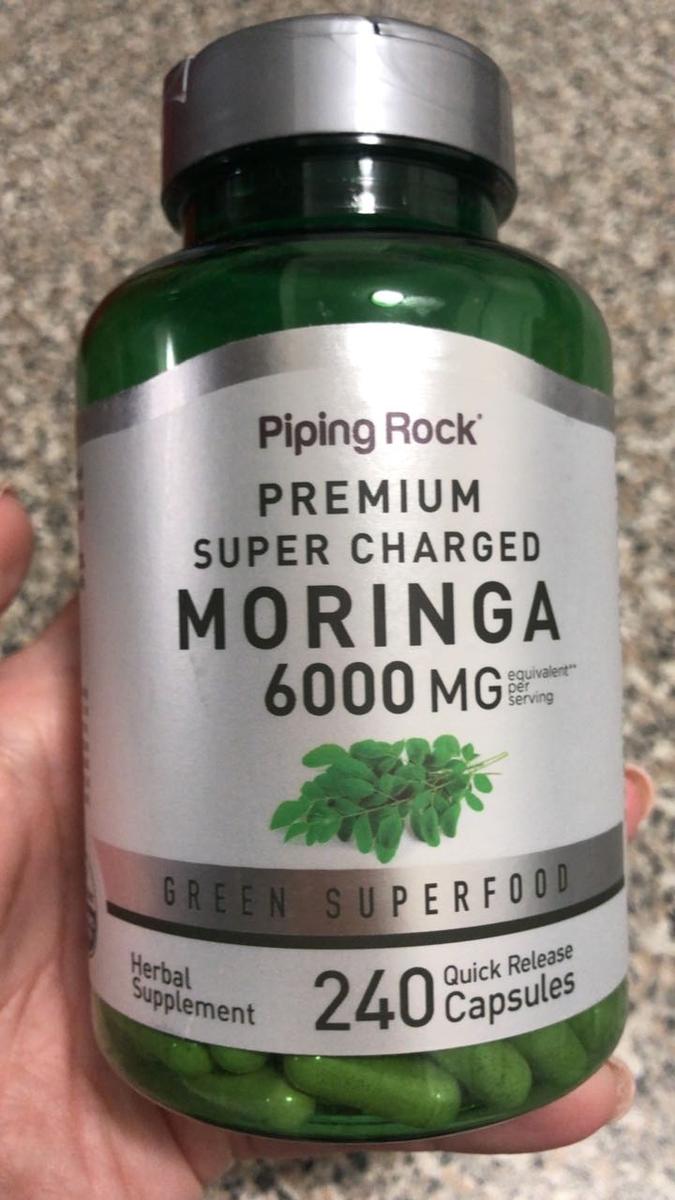 Piping Rock®
PREMIUM
SUPER CHARGED
MORINGA
6000 MG equivalent**
per
serving
GREEN SUPERFOOD
Herbal
Supplement
240 Quick Release
Capsules